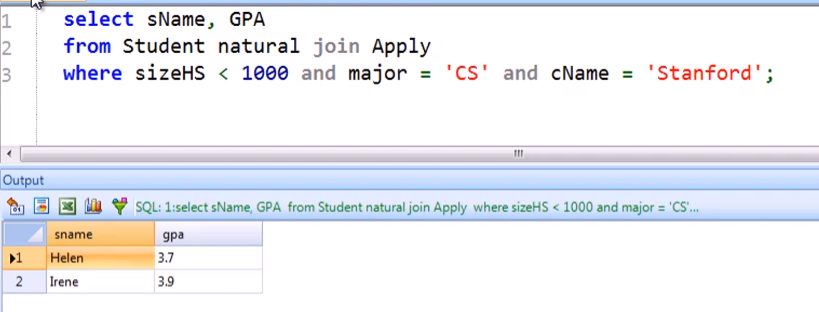 1 select sName, GPA
2 from Student natural join Apply
3 where sizeHS < 1000 and major = 'CS' and cName = 'Stanford';
Output
SQL: 1:select sName, GPA from Student natural join Apply where sizeHS < 1000 and major = 'CS'...
sname gpa
1 Helen 3.7
2 Irene 3.9